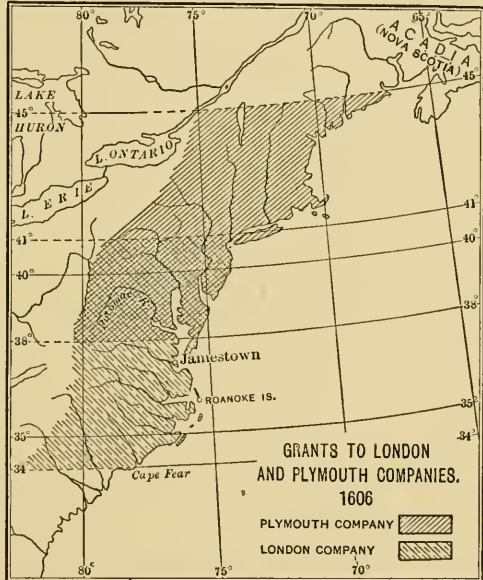 80°
75°
70°
65°
ACADIA
(NOVA SCOTIA)
LAKE
HURON
45°
45°
L. ONTARIO
L. ERIE
41°
41°
40°
40°
Potomac R.
38°
38°
Jamestown
ROANOKE IS.
35°
35°
34°
34°
Cape Fear
GRANTS TO LONDON
AND PLYMOUTH COMPANIES.
1606
PLYMOUTH COMPANY
LONDON COMPANY
80°
75°
70°
65°